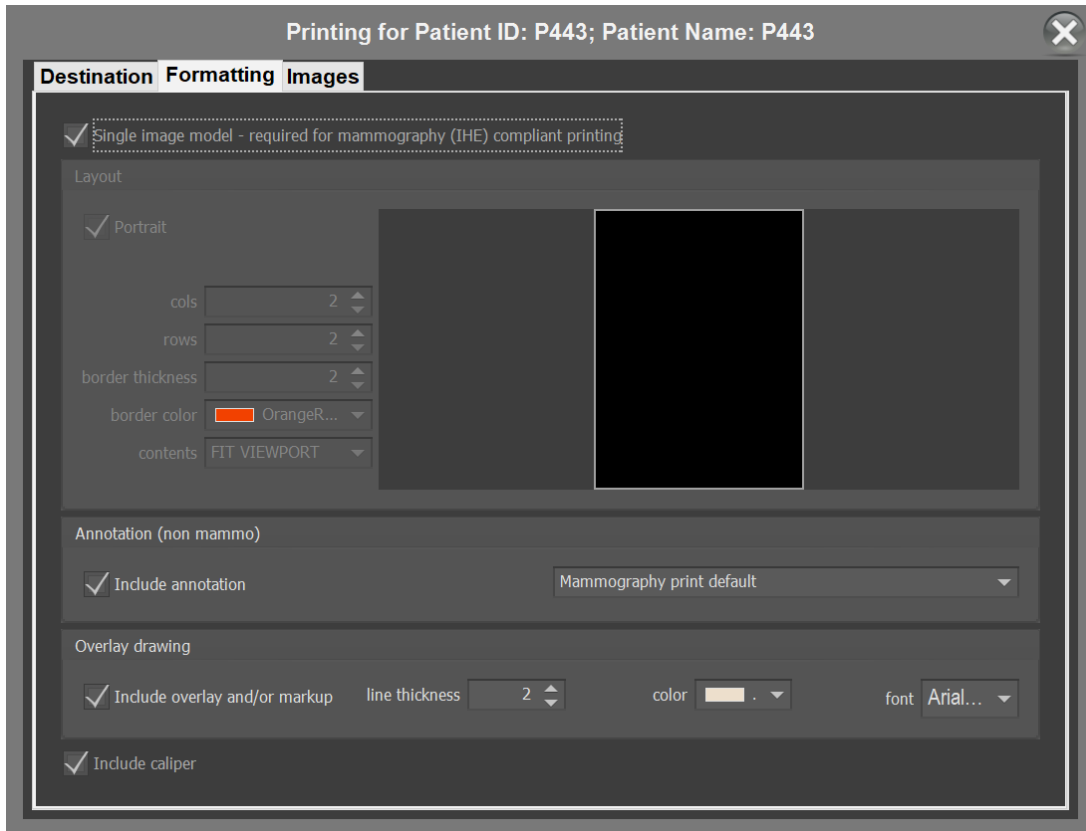 Printing for Patient ID: P443; Patient Name: P443
Destination Formatting Images
Single image model - required for mammography (IHE) compliant printing
Layout
Portrait
cols 2
rows 2
border thickness 2
border color OrangeR...
contents FIT VIEWPORT
Annotation (non mammo)
Include annotation Mammography print default
Overlay drawing
Include overlay and/or markup line thickness 2 color . font Arial...
Include caliper